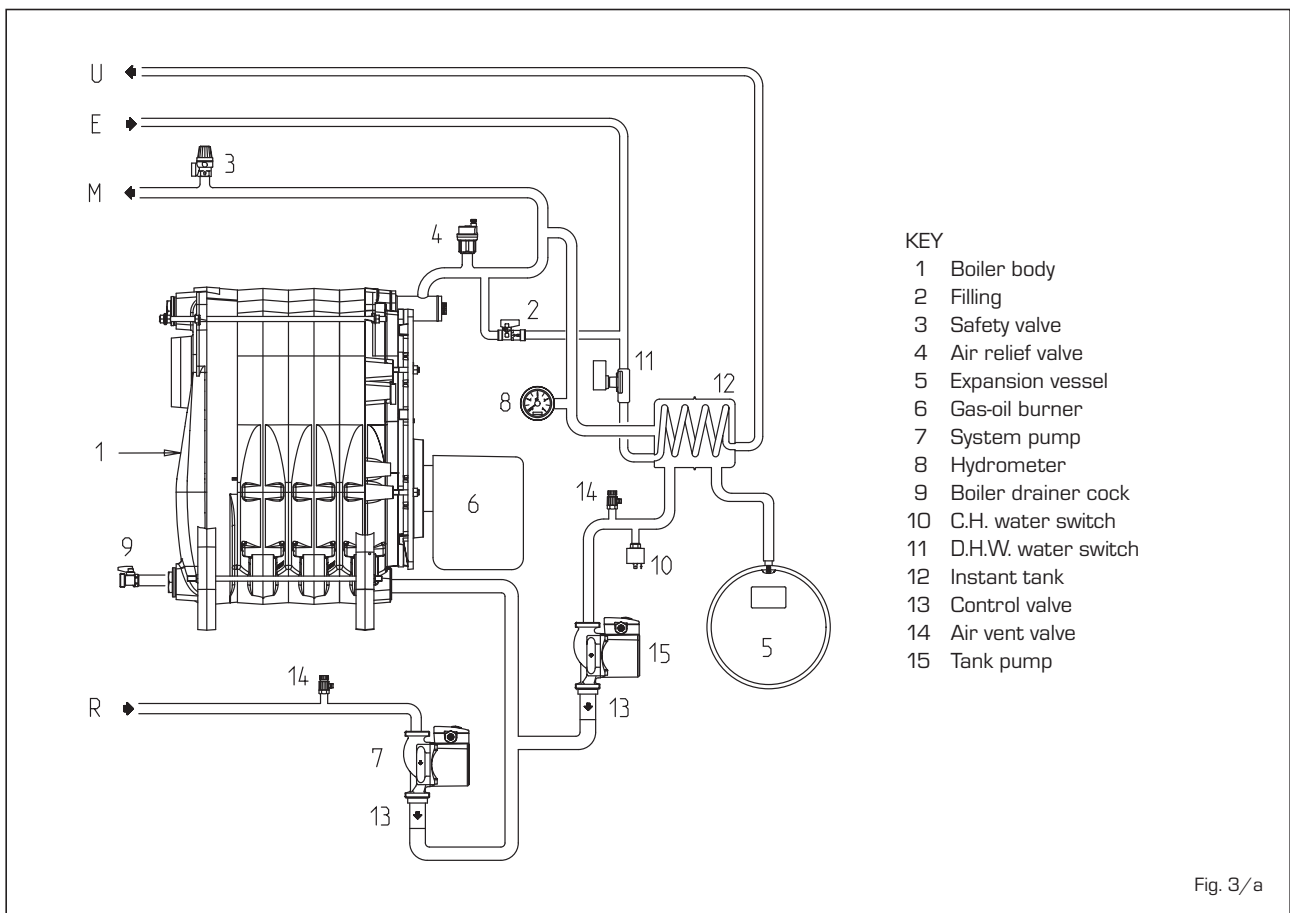 U
E
3
M
4
2
11
12
8
1
14
6
9
10
5
15
14
R
13
7
13
KEY
1 Boiler body
2 Filling
3 Safety valve
4 Air relief valve
5 Expansion vessel
6 Gas-oil burner
7 System pump
8 Hydrometer
9 Boiler drainer cock
10 C.H. water switch
11 D.H.W. water switch
12 Instant tank
13 Control valve
14 Air vent valve
15 Tank pump
Fig. 3/a